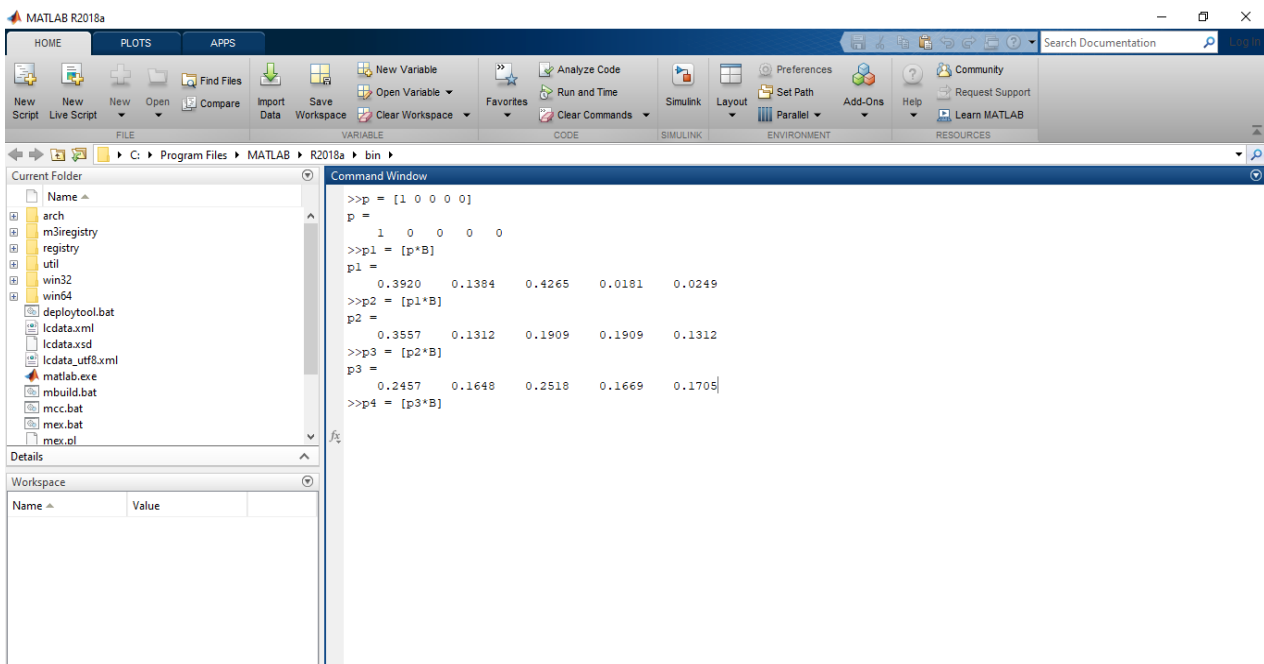 MATLAB R2018a
HOME PLOTS APPS
Search Documentation
Log In
New Script
New Live Script
New
Open
Find Files
Compare
Import Data
Save Workspace
New Variable
Open Variable
Clear Workspace
Favorites
Analyze Code
Run and Time
Clear Commands
Simulink
Layout
Preferences
Set Path
Parallel
Add-Ons
Help
Community
Request Support
Learn MATLAB
FILE VARIABLE CODE SIMULINK ENVIRONMENT RESOURCES
C: Program Files MATLAB R2018a bin
Current Folder
Name
arch
m3iregistry
registry
util
win32
win64
deploytool.bat
lcdata.xml
lcdata.xsd
lcdata_utf8.xml
matlab.exe
mbuild.bat
mcc.bat
mex.bat
mex.pl
Details
Workspace
Name Value
Command Window
>>p = [1 0 0 0 0]
p =
1 0 0 0 0
>>p1 = [p*B]
p1 =
0.3920 0.1384 0.4265 0.0181 0.0249
>>p2 = [p1*B]
p2 =
0.3557 0.1312 0.1909 0.1909 0.1312
>>p3 = [p2*B]
p3 =
0.2457 0.1648 0.2518 0.1669 0.1705
>>p4 = [p3*B]
fx